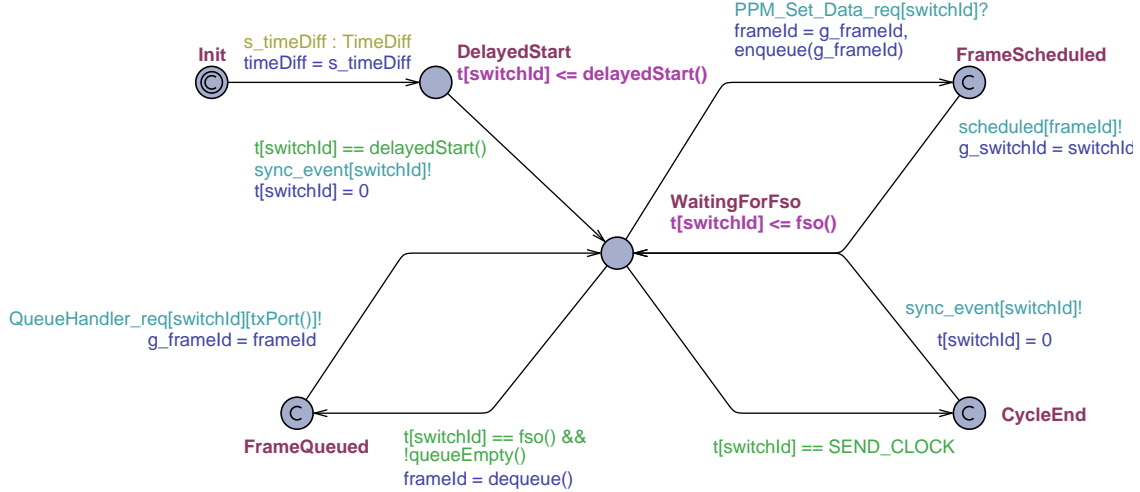 PPM_Set_Data_req[switchId]?
frameId = g_frameId,
enqueue(g_frameId)
s_timeDiff : TimeDiff
timeDiff = s_timeDiff
Init
DelayedStart
t[switchId] <= delayedStart()
FrameScheduled
C
C
scheduled[frameId]!
g_switchId = switchId
t[switchId] == delayedStart()
sync_event[switchId]!
t[switchId] = 0
WaitingForFso
t[switchId] <= fso()
QueueHandler_req[switchId][txPort()]!
g_frameId = frameId
sync_event[switchId]!
t[switchId] = 0
C
C
FrameQueued
CycleEnd
t[switchId] == fso() &&
!queueEmpty()
frameId = dequeue()
t[switchId] == SEND_CLOCK